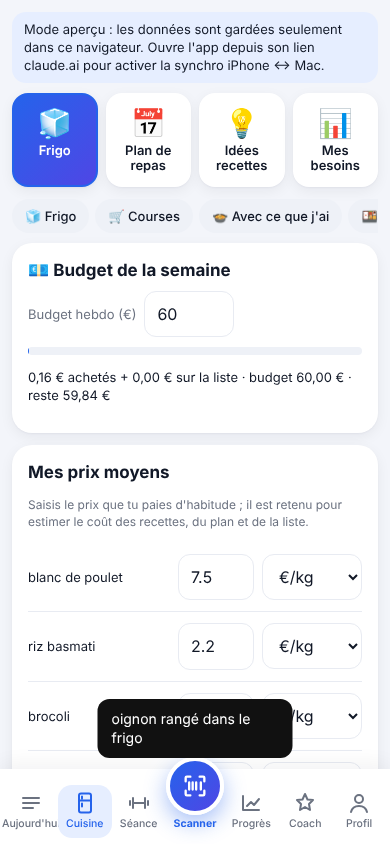 Mode aperçu : les données sont gardées seulement
dans ce navigateur. Ouvre l'app depuis son lien
claude.ai pour activer la synchro iPhone ↔ Mac.
Frigo
Plan de
repas
Idées
recettes
Mes
besoins
Frigo
Courses
Avec ce que j'ai
Budget de la semaine
Budget hebdo (€)
60
0,16 € achetés + 0,00 € sur la liste · budget 60,00 € ·
reste 59,84 €
Mes prix moyens
Saisis le prix que tu paies d'habitude ; il est retenu pour
estimer le coût des recettes, du plan et de la liste.
blanc de poulet
7.5
€/kg
riz basmati
2.2
€/kg
brocoli
€/kg
oignon rangé dans le
frigo
Aujourd'hu
Cuisine
Séance
Scanner
Progrès
Coach
Profil